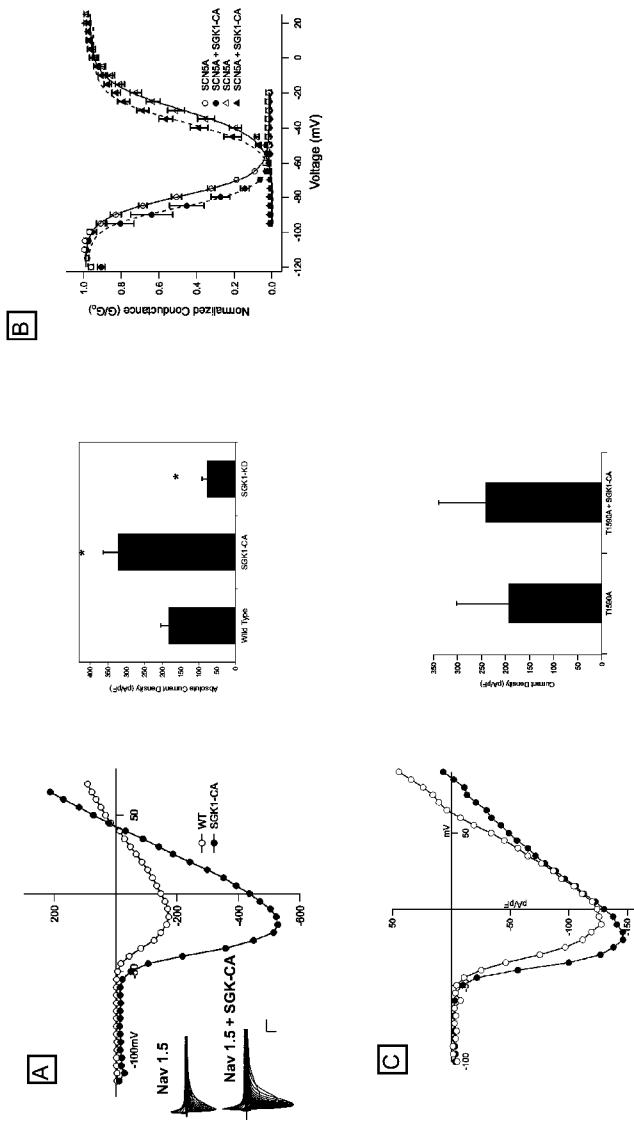 A
200
-200
-400
-600
50
-100mV
WT
SGK1-CA
Nav 1.5
Nav 1.5 + SGK-CA
Absolute Current Density (pA/pF)
400
350
300
250
200
150
100
50
0
*
*
Wild Type
SGK1-CA
SGK1-KD
B
Normalized Conductance (G/G₀)
1.0
0.8
0.6
0.4
0.2
0.0
SCN5A
SCN5A + SGK1-CA
SCN5A
SCN5A + SGK1-CA
-120
-100
-80
-60
-40
-20
0
20
Voltage (mV)
C
50
-50
-100
-150
pA/pF
mV
50
-100
Current Density (pA/pF)
350
300
250
200
150
100
50
0
T1590A
T1590A + SGK1-CA